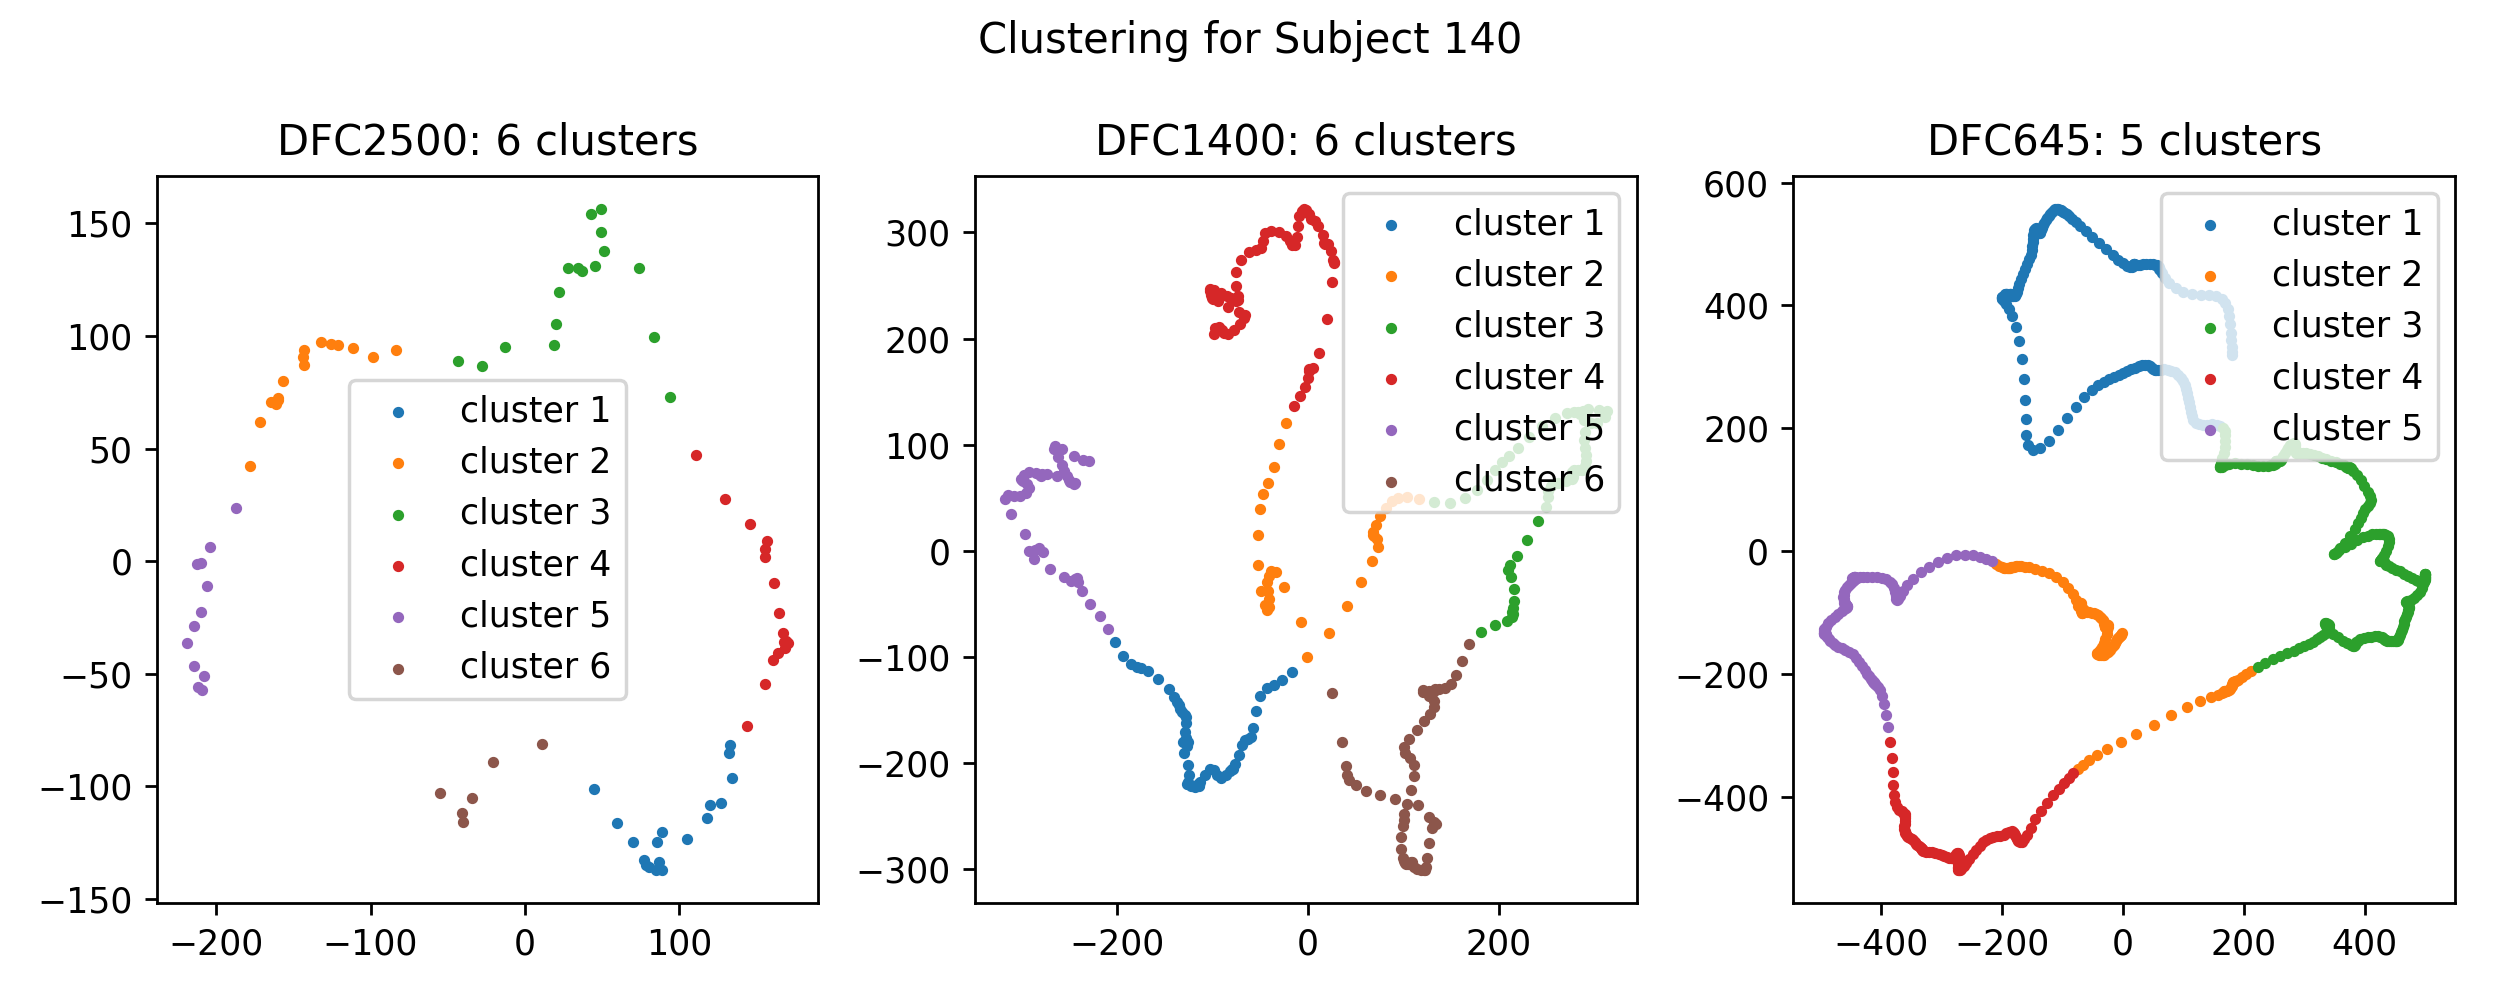 Clustering for Subject 140
DFC2500: 6 clusters
150
100
50
0
−50
−100
−150
−200
−100
0
100
cluster 1
cluster 2
cluster 3
cluster 4
cluster 5
cluster 6
DFC1400: 6 clusters
300
200
100
0
−100
−200
−300
−200
0
200
cluster 1
cluster 2
cluster 3
cluster 4
cluster 5
cluster 6
DFC645: 5 clusters
600
400
200
0
−200
−400
−400
−200
0
200
400
cluster 1
cluster 2
cluster 3
cluster 4
cluster 5